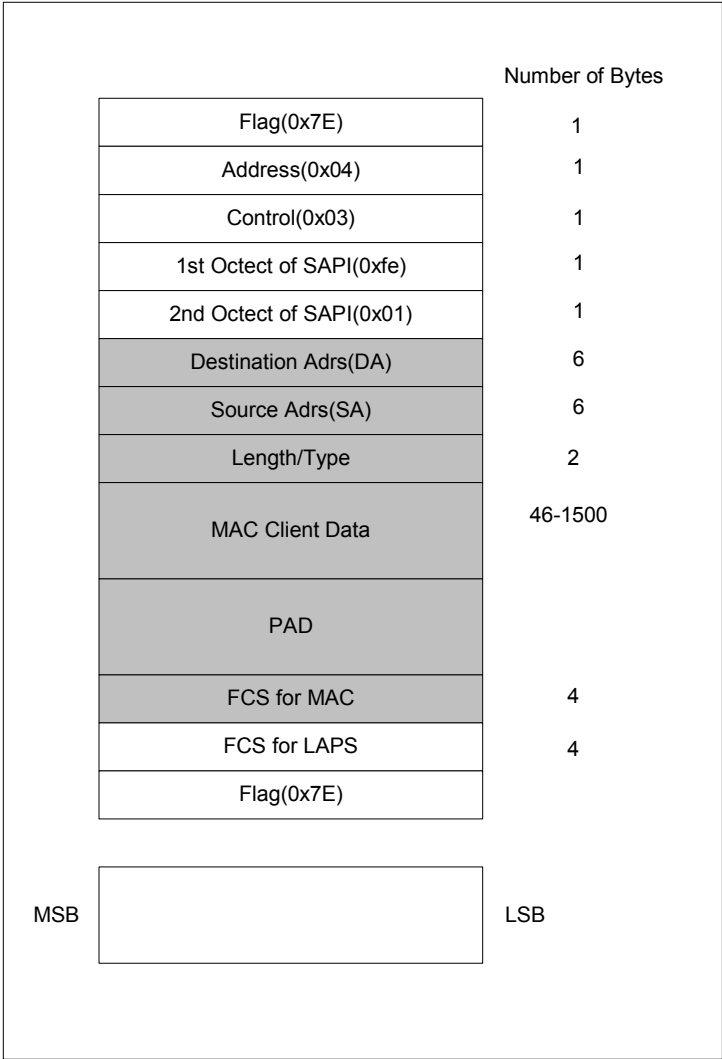 Number of Bytes
Flag(0x7E) 1
Address(0x04) 1
Control(0x03) 1
1st Octect of SAPI(0xfe) 1
2nd Octect of SAPI(0x01) 1
Destination Adrs(DA) 6
Source Adrs(SA) 6
Length/Type 2
MAC Client Data 46-1500
PAD
FCS for MAC 4
FCS for LAPS 4
Flag(0x7E)
MSB LSB